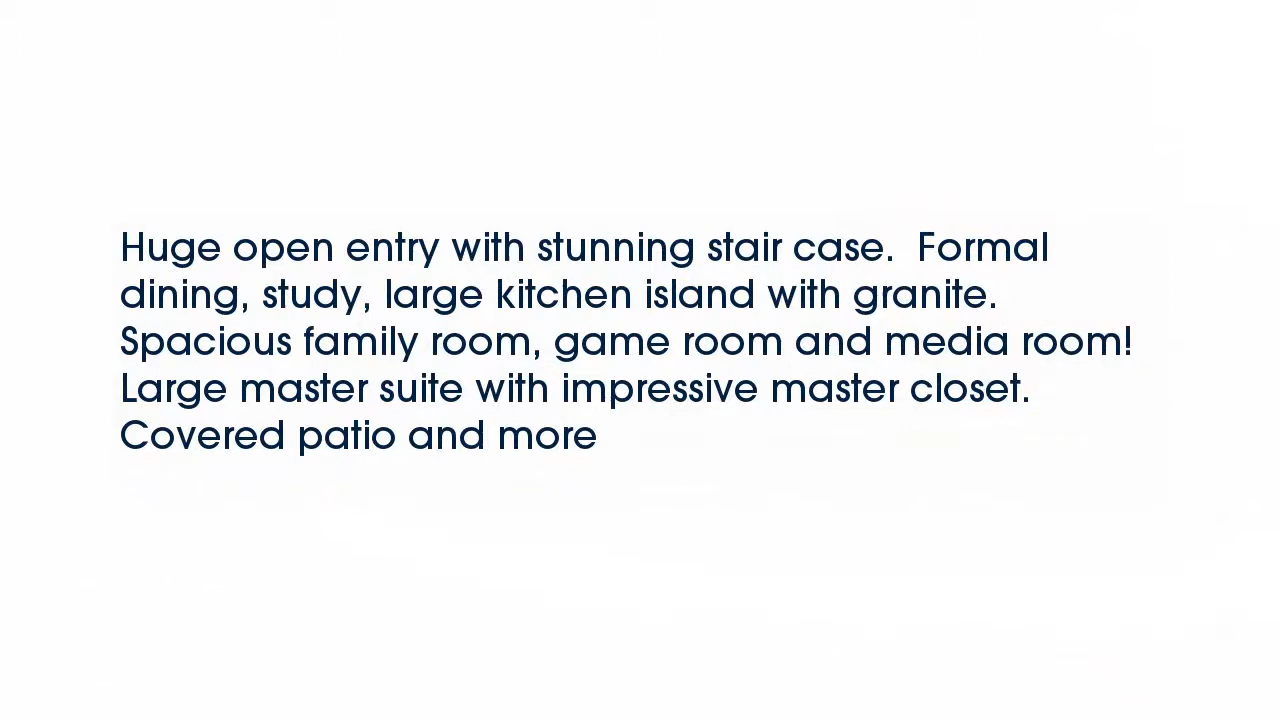 Huge open entry with stunning stair case.  Formal
dining, study, large kitchen island with granite.
Spacious family room, game room and media room!
Large master suite with impressive master closet.
Covered patio and more